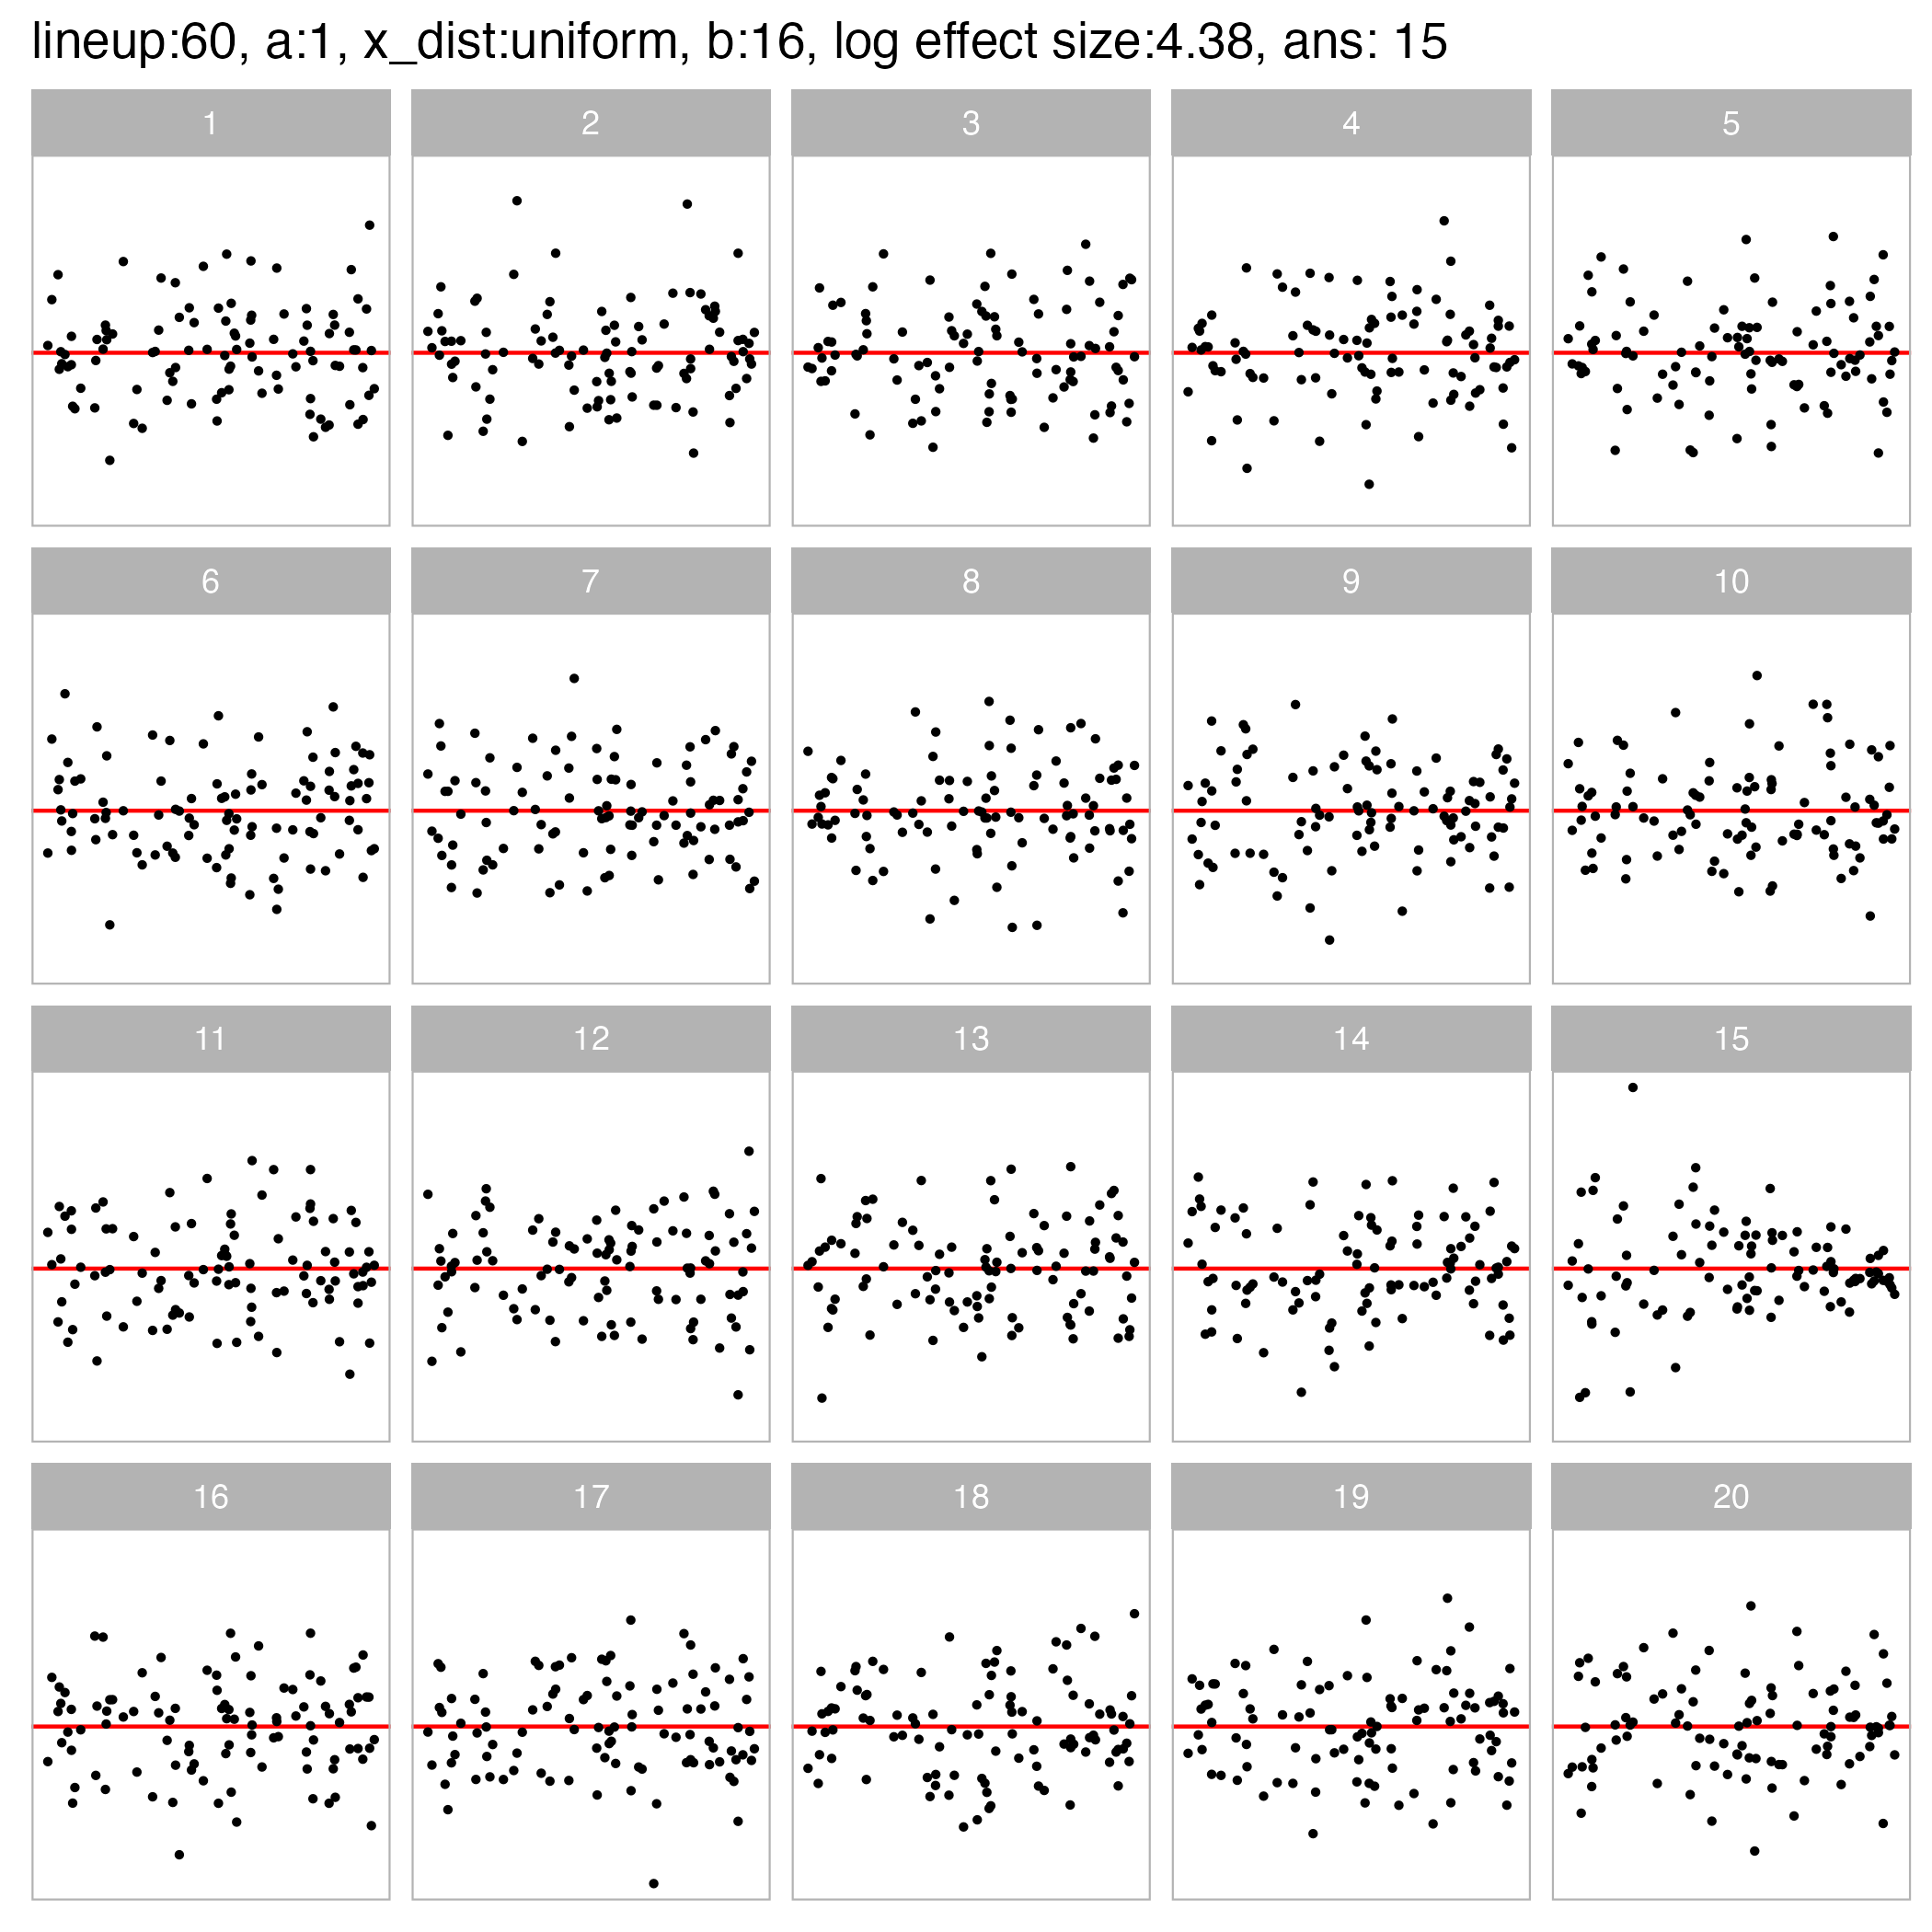 lineup:60, a:1, x_dist:uniform, b:16, log effect size:4.38, ans: 15
1 2 3 4 5
6 7 8 9 10
11 12 13 14 15
16 17 18 19 20